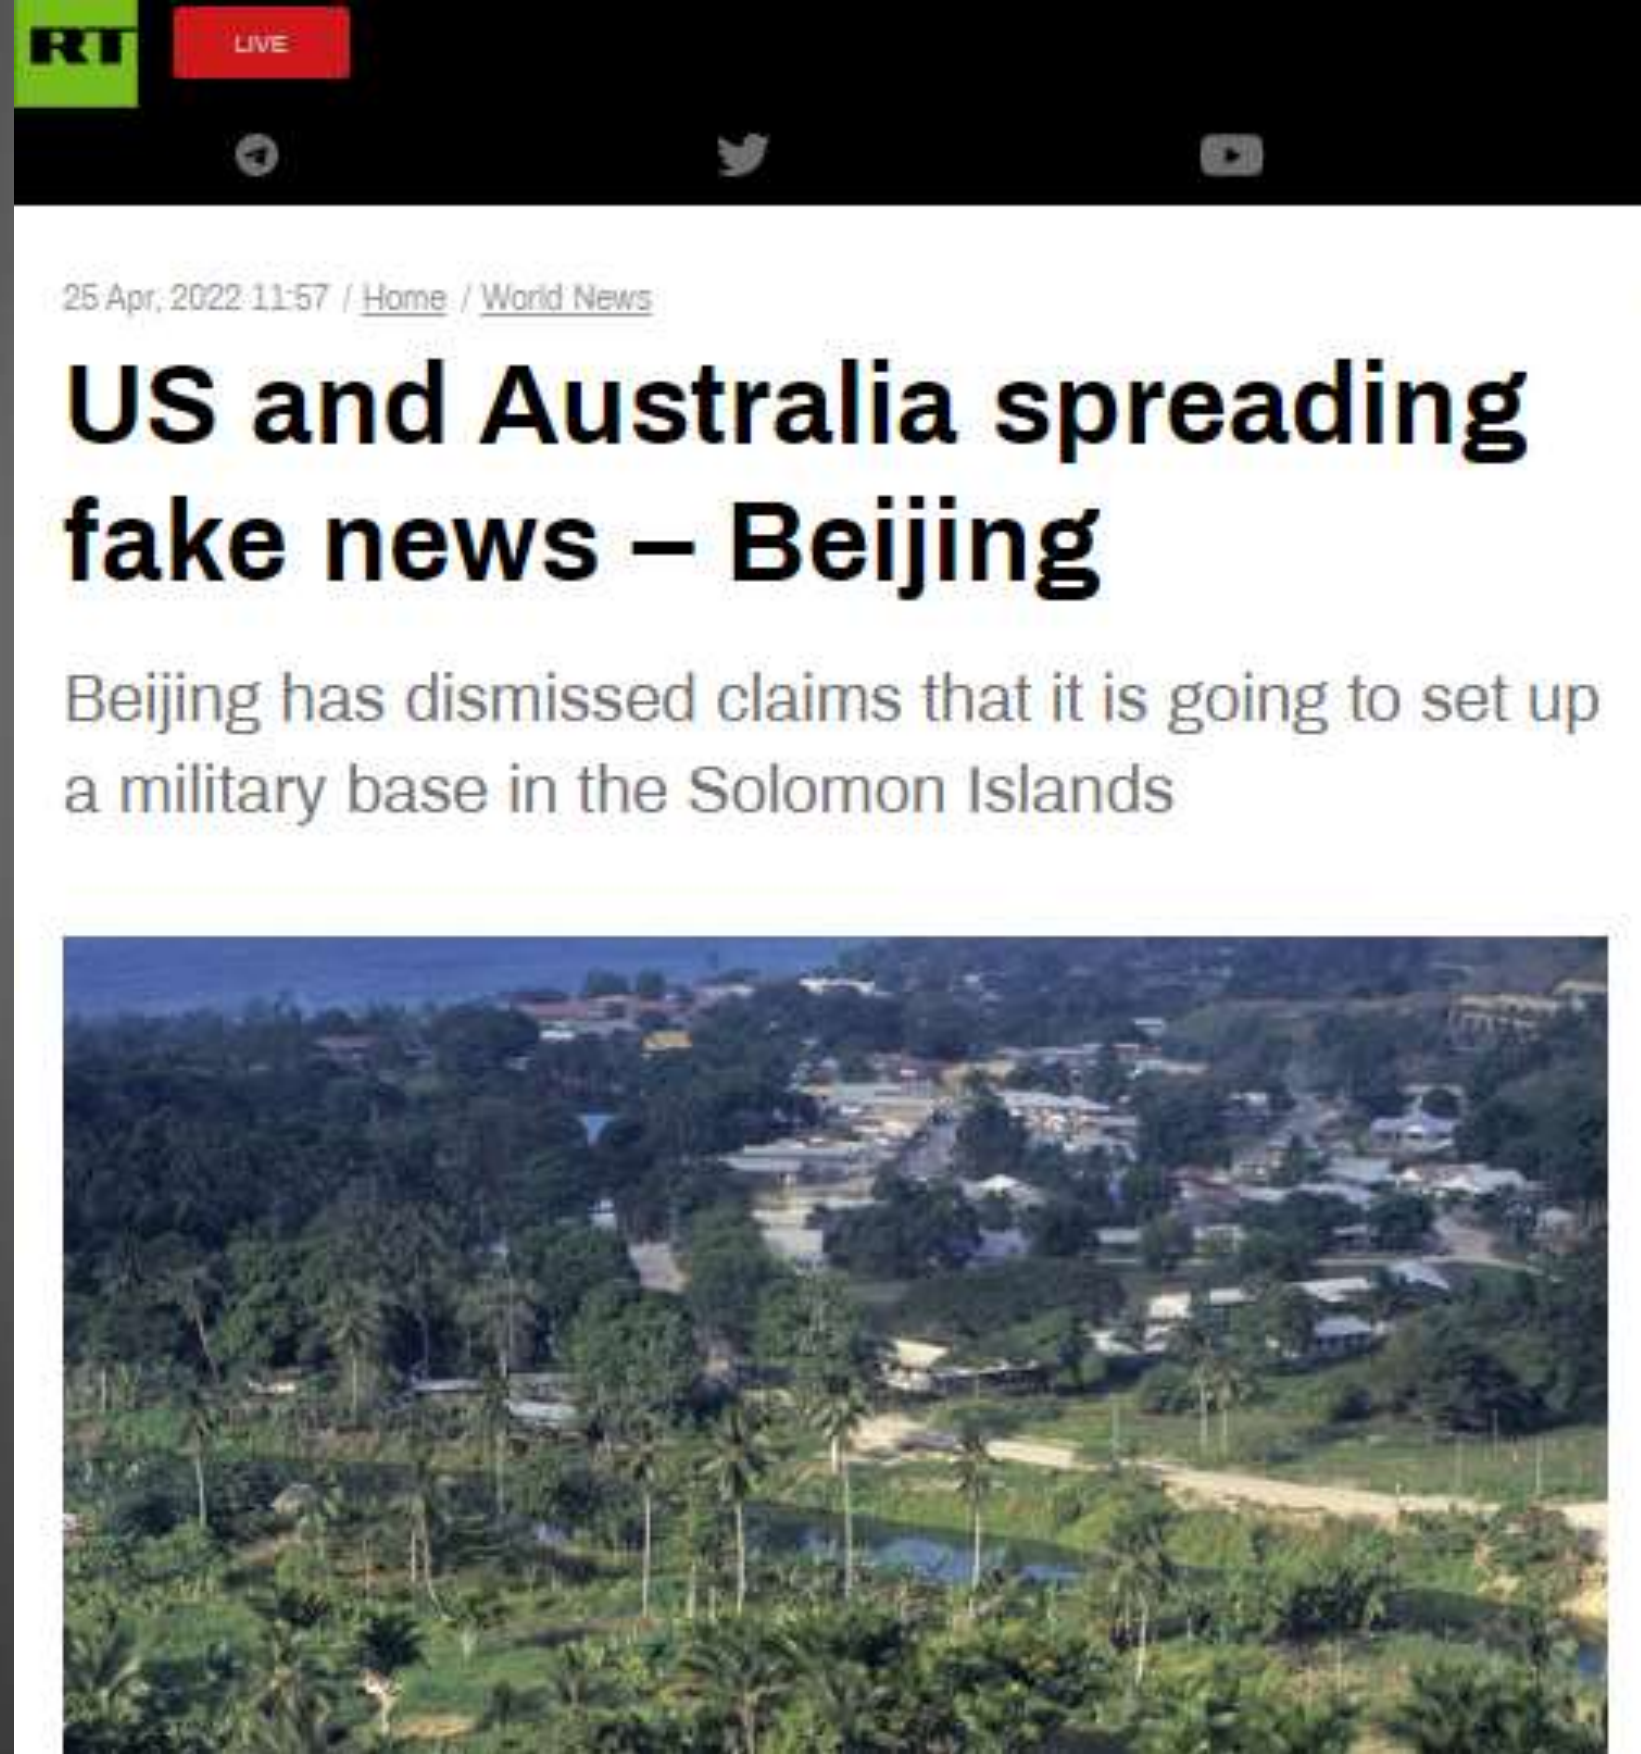 RT
LIVE
25 Apr, 2022 11:57 / Home / World News
US and Australia spreading
fake news – Beijing
Beijing has dismissed claims that it is going to set up
a military base in the Solomon Islands